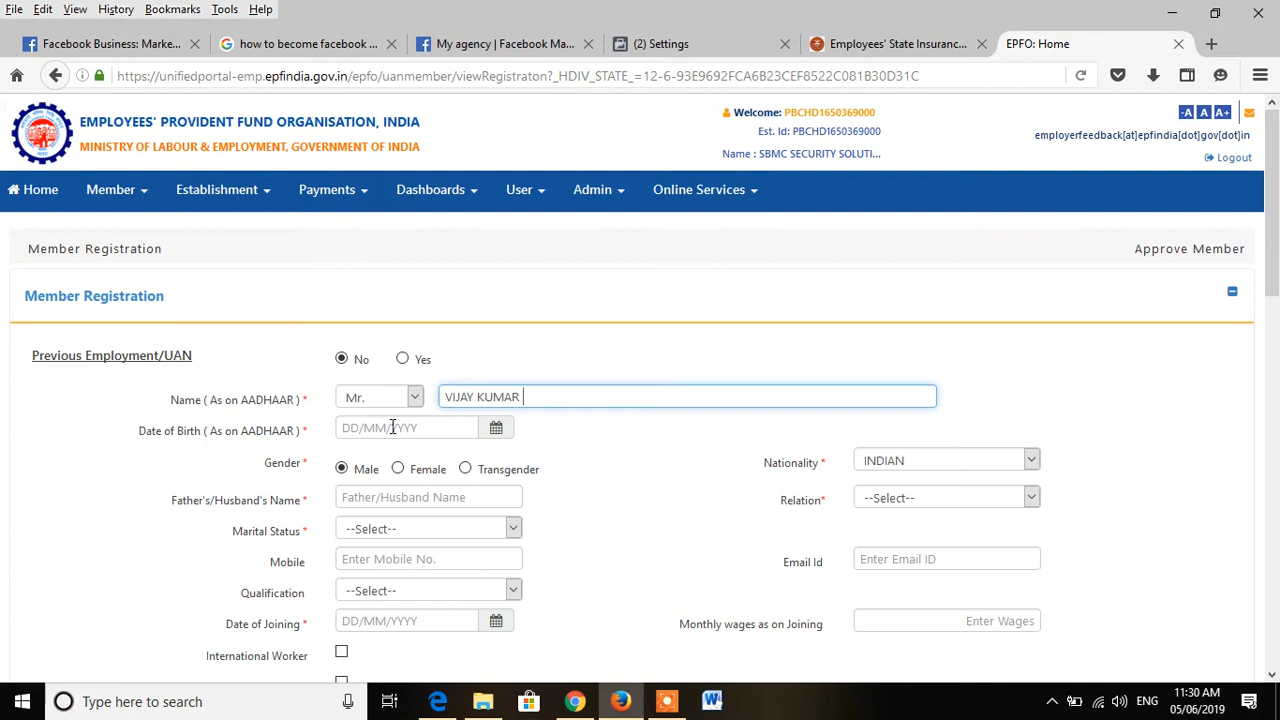 File Edit View History Bookmarks Tools Help
Facebook Business: Marke... how to become facebook ... My agency | Facebook Ma... (2) Settings Employees' State Insuranc... EPFO: Home
https://unifiedportal-emp.epfindia.gov.in/epfo/uanmember/viewRegistraton?_HDIV_STATE_=12-6-93E9692FCA6B23CEF8522C081B30D31C
EMPLOYEES' PROVIDENT FUND ORGANISATION, INDIA
MINISTRY OF LABOUR & EMPLOYMENT, GOVERNMENT OF INDIA
Welcome: PBCHD1650369000
Est. Id: PBCHD1650369000
Name : SBMC SECURITY SOLUTI...
-A A A+
employerfeedback[at]epfindia[dot]gov[dot]in
Logout
Home Member Establishment Payments Dashboards User Admin Online Services
Member Registration Approve Member
Member Registration
Previous Employment/UAN No Yes
Name ( As on AADHAAR ) * Mr. VIJAY KUMAR
Date of Birth ( As on AADHAAR ) * DD/MM/YYYY
Gender * Male Female Transgender Nationality * INDIAN
Father's/Husband's Name * Father/Husband Name Relation* --Select--
Marital Status * --Select--
Mobile Enter Mobile No. Email Id Enter Email ID
Qualification --Select--
Date of Joining * DD/MM/YYYY Monthly wages as on Joining Enter Wages
International Worker
Type here to search ENG 11:30 AM
05/06/2019